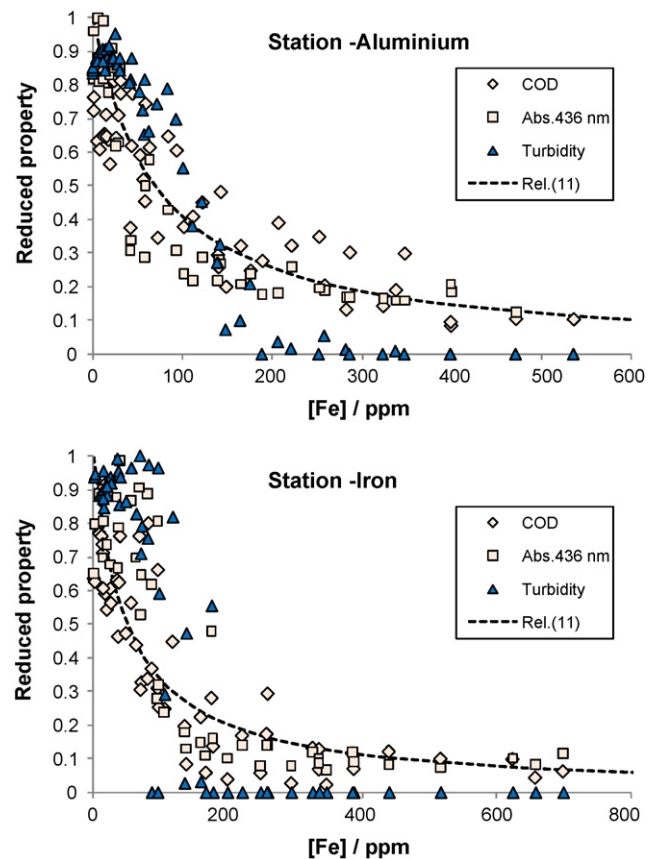 Station -Aluminium
Reduced property
1
0.9
0.8
0.7
0.6
0.5
0.4
0.3
0.2
0.1
0
COD
Abs.436 nm
Turbidity
Rel.(11)
0 100 200 300 400 500 600
[Fe] / ppm
Station -Iron
Reduced property
1
0.9
0.8
0.7
0.6
0.5
0.4
0.3
0.2
0.1
0
COD
Abs.436 nm
Turbidity
Rel.(11)
0 200 400 600 800
[Fe] / ppm